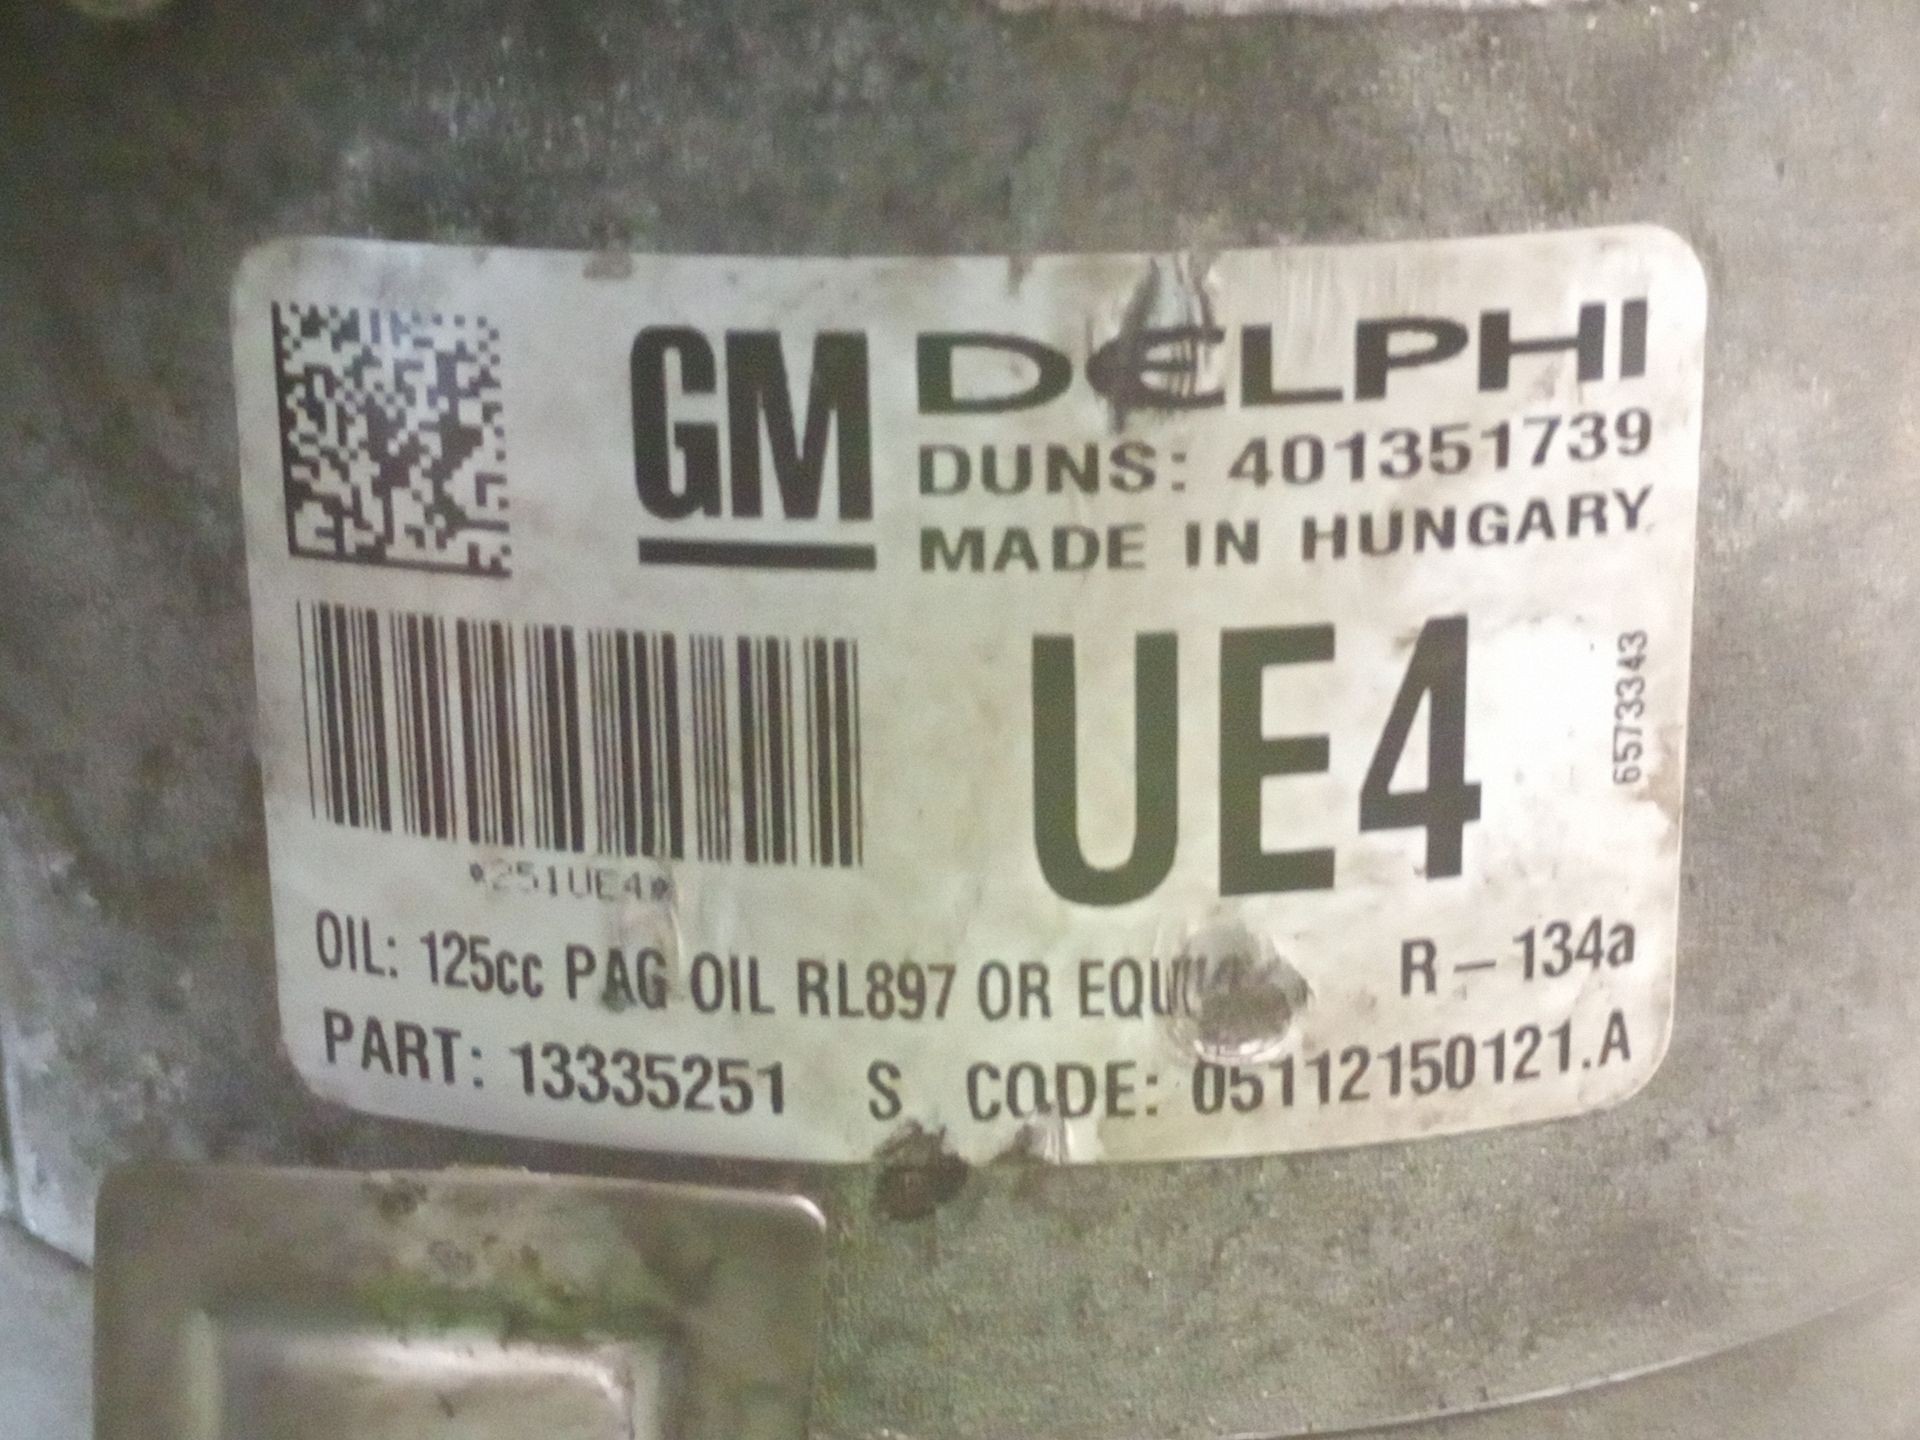 GM DELPHI
DUNS: 401351739
MADE IN HUNGARY
UE4
65733343
*251UE4*
OIL: 125cc PAG OIL RL897 OR R-134a
PART: 13335251 S CODE: 05112150121.A